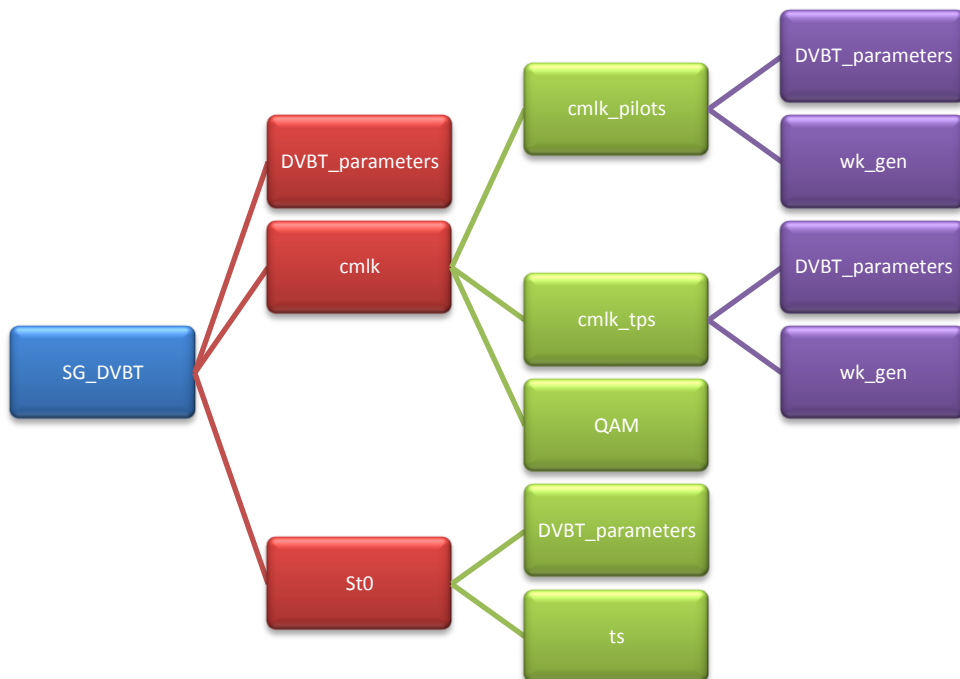 SG_DVBT
DVBT_parameters
cmlk
cmlk_pilots
DVBT_parameters
wk_gen
cmlk_tps
DVBT_parameters
wk_gen
QAM
St0
DVBT_parameters
ts